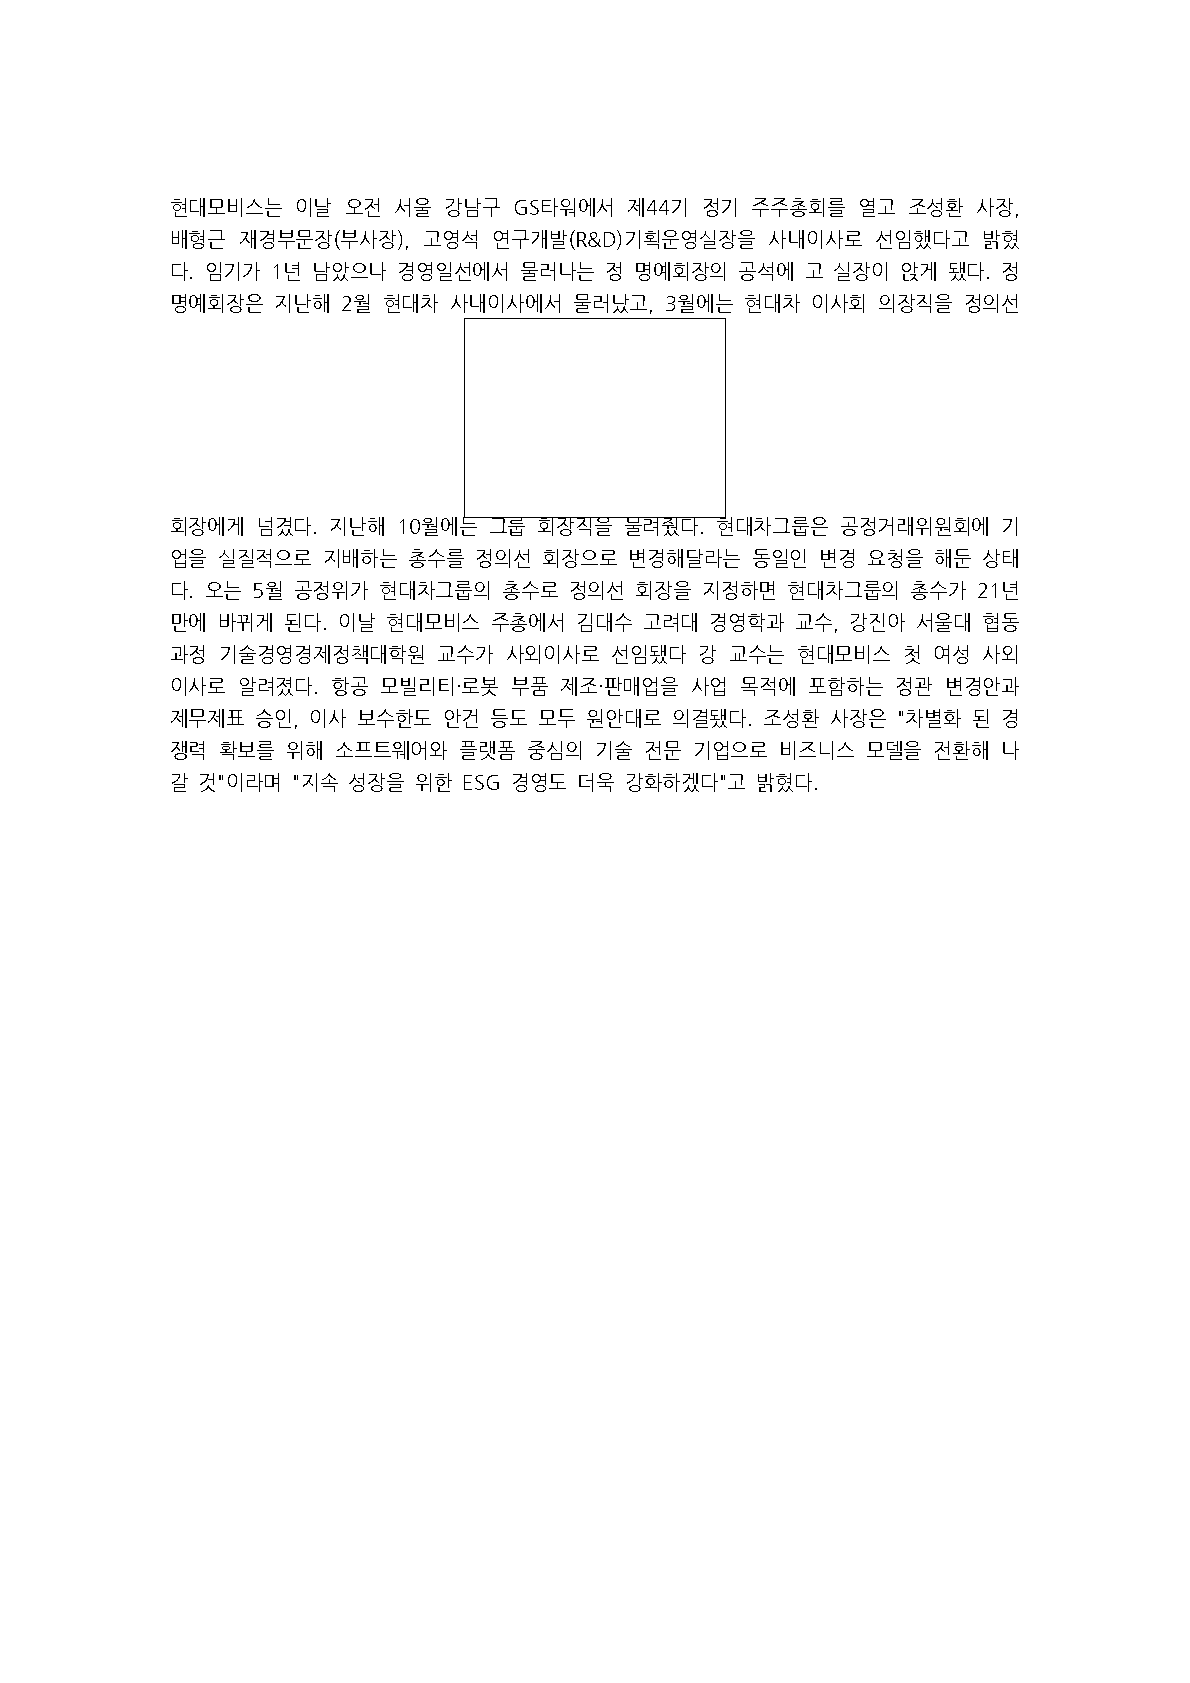 현대모비스는 이날 오전 서울 강남구 GS타워에서 제44기 정기 주주총회를 열고 조성환 사장,
배형근 재경부문장(부사장), 고영석 연구개발(R&D)기획운영실장을 사내이사로 선임했다고 밝혔
다. 임기가 1년 남았으나 경영일선에서 물러나는 정 명예회장의 공석에 고 실장이 앉게 됐다. 정
명예회장은 지난해 2월 현대차 사내이사에서 물러났고, 3월에는 현대차 이사회 의장직을 정의선
회장에게 넘겼다. 지난해 10월에는 그룹 회장직을 물려줬다. 현대차그룹은 공정거래위원회에 기
업을 실질적으로 지배하는 총수를 정의선 회장으로 변경해달라는 동일인 변경 요청을 해둔 상태
다. 오는 5월 공정위가 현대차그룹의 총수로 정의선 회장을 지정하면 현대차그룹의 총수가 21년
만에 바뀌게 된다. 이날 현대모비스 주총에서 김대수 고려대 경영학과 교수, 강진아 서울대 협동
과정 기술경영경제정책대학원 교수가 사외이사로 선임됐다 강 교수는 현대모비스 첫 여성 사외
이사로 알려졌다. 항공 모빌리티·로봇 부품 제조·판매업을 사업 목적에 포함하는 정관 변경안과
제무제표 승인, 이사 보수한도 안건 등도 모두 원안대로 의결됐다. 조성환 사장은 "차별화 된 경
쟁력 확보를 위해 소프트웨어와 플랫폼 중심의 기술 전문 기업으로 비즈니스 모델을 전환해 나
갈 것"이라며 "지속 성장을 위한 ESG 경영도 더욱 강화하겠다"고 밝혔다.